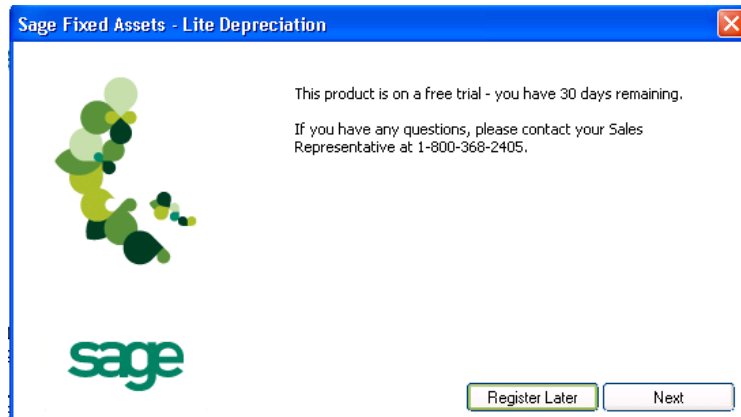 Sage Fixed Assets - Lite Depreciation
This product is on a free trial - you have 30 days remaining.
If you have any questions, please contact your Sales
Representative at 1-800-368-2405.
sage
Register Later
Next